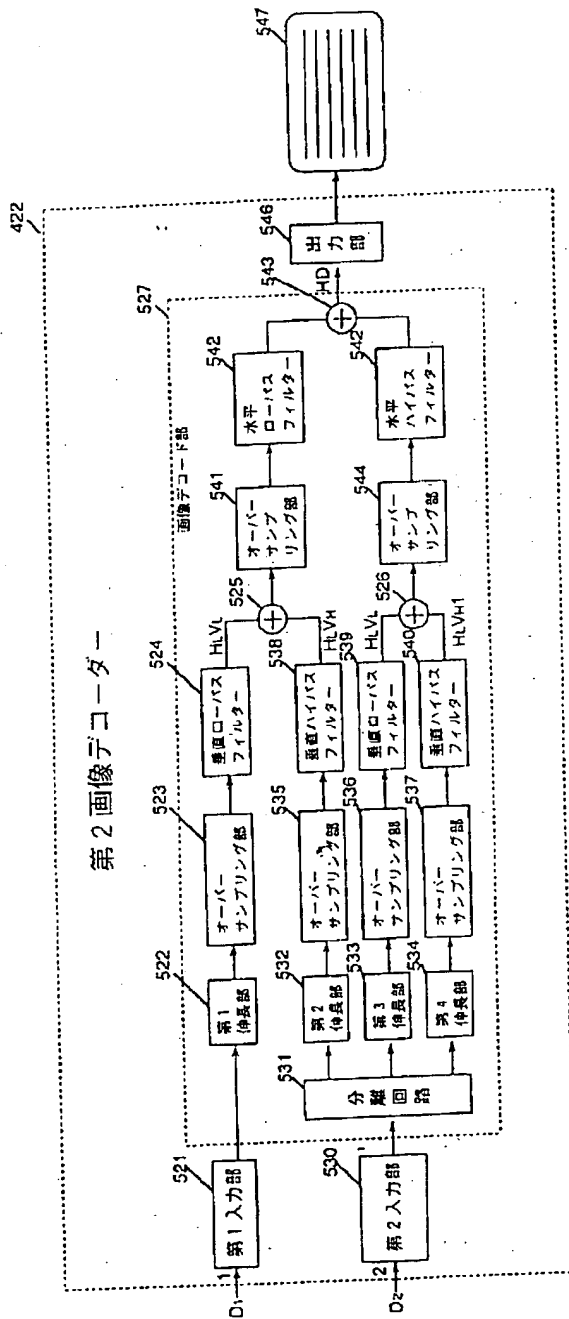 第2画像デコーダー
422
527
画像デコード部
D1
1
521
第1入力部
522
第1
伸長部
523
オーバー
サンプリング部
524
垂直ローパス
フィルター
HLVL
525
+
541
オーバー
サンプ
リング部
542
水平
ローパス
フィルター
543
+
HD
546
出
力
部
547
D2
2
530
第2入力部
531
分離回路
532
第2
伸長部
535
オーバー
サンプリング部
538
垂直ハイパス
フィルター
HLVH
533
第3
伸長部
536
オーバー
サンプリング部
539
垂直ローパス
フィルター
HLVL
526
+
544
オーバー
サンプ
リング部
542
水平
ハイパス
フィルター
534
第4
伸長部
537
オーバー
サンプリング部
540
垂直ハイパス
フィルター
HLVH1